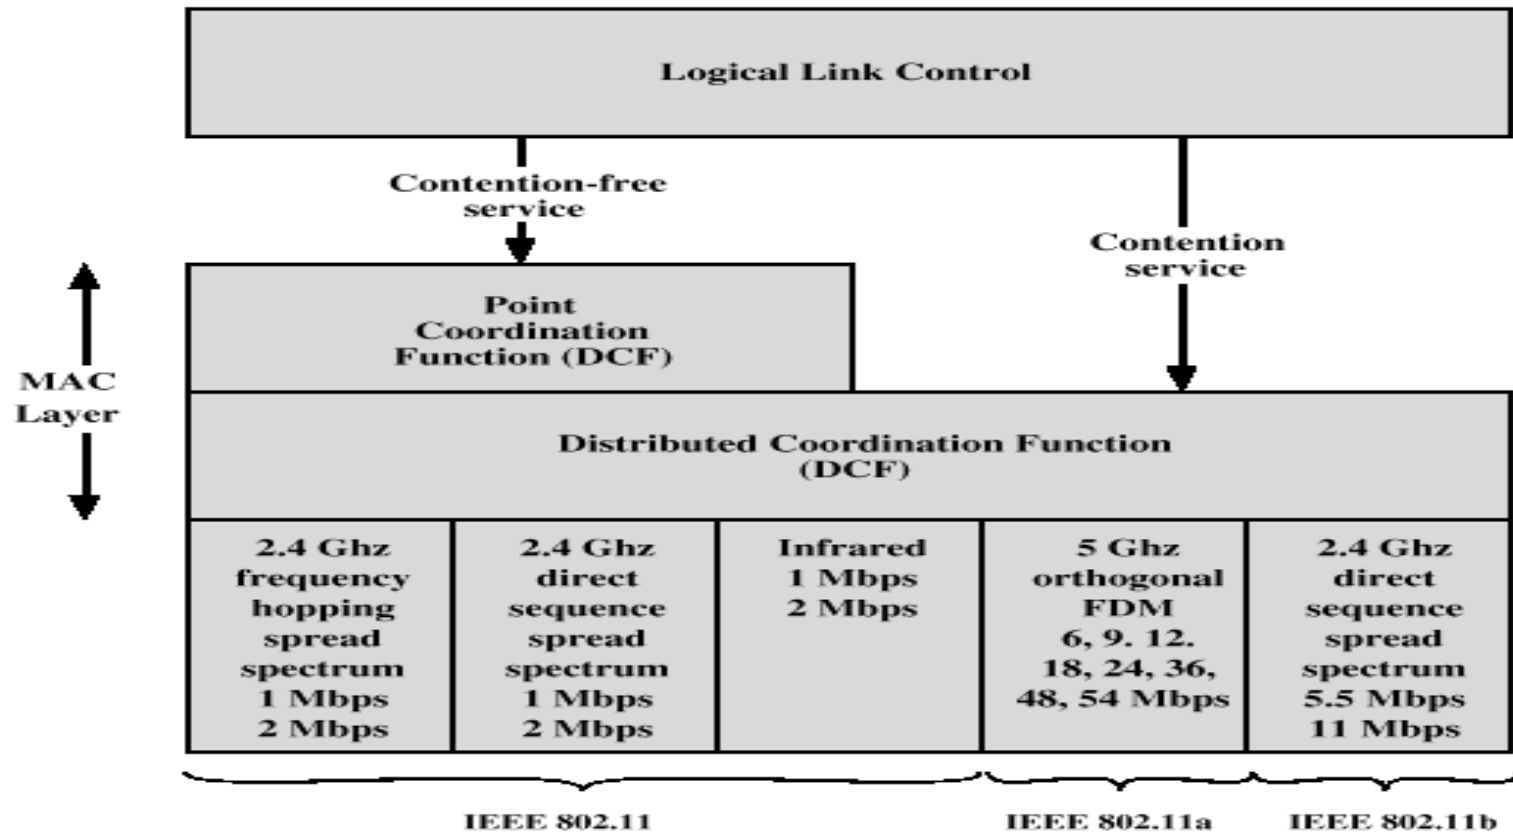 Logical Link Control
Contention-free
service
Contention
service
Point
Coordination
Function (DCF)
MAC
Layer
Distributed Coordination Function
(DCF)
2.4 Ghz
frequency
hopping
spread
spectrum
1 Mbps
2 Mbps
2.4 Ghz
direct
sequence
spread
spectrum
1 Mbps
2 Mbps
Infrared
1 Mbps
2 Mbps
5 Ghz
orthogonal
FDM
6, 9. 12.
18, 24, 36,
48, 54 Mbps
2.4 Ghz
direct
sequence
spread
spectrum
5.5 Mbps
11 Mbps
IEEE 802.11
IEEE 802.11a
IEEE 802.11b